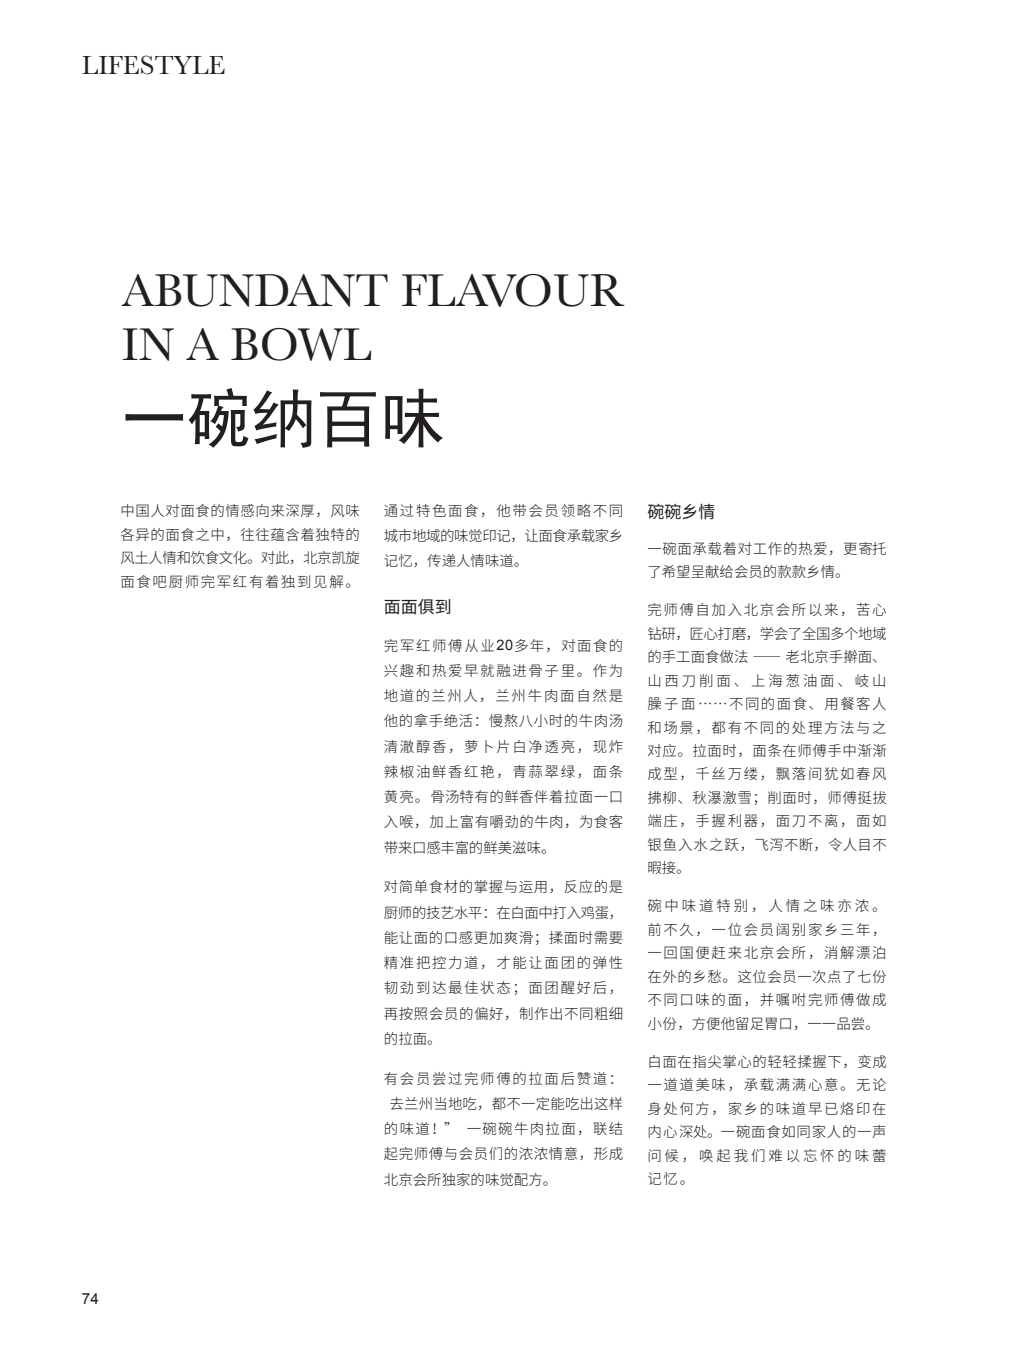 LIFESTYLE
ABUNDANT FLAVOUR
IN A BOWL
一碗纳百味
中国人对面食的情感向来深厚，风味
各异的面食之中，往往蕴含着独特的
风土人情和饮食文化。对此，北京凯旋
面食吧厨师完军红有着独到见解。
通过特色面食，他带会员领略不同
城市地域的味觉印记，让面食承载家乡
记忆，传递人情味道。
面面俱到
完军红师傅从业20多年，对面食的
兴趣和热爱早就融进骨子里。作为
地道的兰州人，兰州牛肉面自然是
他的拿手绝活：慢熬八小时的牛肉汤
清澈醇香，萝卜片白净透亮，现炸
辣椒油鲜香红艳，青蒜翠绿，面条
黄亮。骨汤特有的鲜香伴着拉面一口
入喉，加上富有嚼劲的牛肉，为食客
带来口感丰富的鲜美滋味。
对简单食材的掌握与运用，反应的是
厨师的技艺水平：在白面中打入鸡蛋，
能让面的口感更加爽滑；揉面时需要
精准把控力道，才能让面团的弹性
韧劲到达最佳状态；面团醒好后，
再按照会员的偏好，制作出不同粗细
的拉面。
有会员尝过完师傅的拉面后赞道：
去兰州当地吃，都不一定能吃出这样
的味道！” 一碗碗牛肉拉面，联结
起完师傅与会员们的浓浓情意，形成
北京会所独家的味觉配方。
碗碗乡情
一碗面承载着对工作的热爱，更寄托
了希望呈献给会员的款款乡情。
完师傅自加入北京会所以来，苦心
钻研，匠心打磨，学会了全国多个地域
的手工面食做法 —— 老北京手擀面、
山西刀削面、上海葱油面、岐山
臊子面……不同的面食、用餐客人
和场景，都有不同的处理方法与之
对应。拉面时，面条在师傅手中渐渐
成型，千丝万缕，飘落间犹如春风
拂柳、秋瀑激雪；削面时，师傅挺拔
端庄，手握利器，面刀不离，面如
银鱼入水之跃，飞泻不断，令人目不
暇接。
碗中味道特别，人情之味亦浓。
前不久，一位会员阔别家乡三年，
一回国便赶来北京会所，消解漂泊
在外的乡愁。这位会员一次点了七份
不同口味的面，并嘱咐完师傅做成
小份，方便他留足胃口，一一品尝。
白面在指尖掌心的轻轻揉握下，变成
一道道美味，承载满满心意。无论
身处何方，家乡的味道早已烙印在
内心深处。一碗面食如同家人的一声
问候，唤起我们难以忘怀的味蕾
记忆。
74